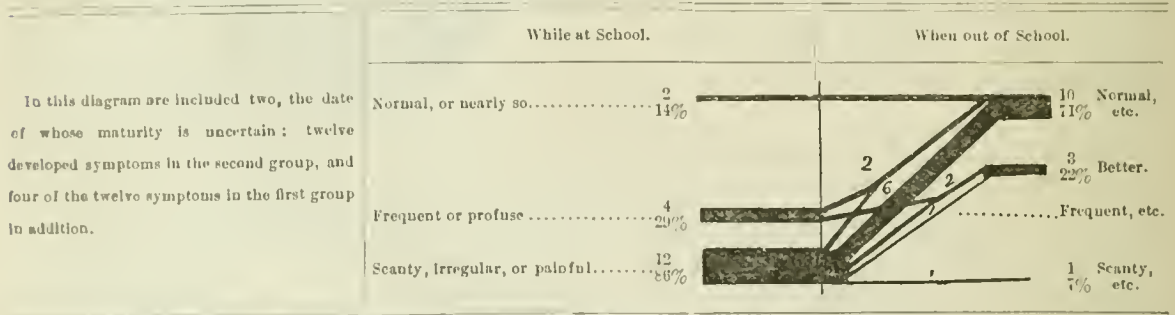 While at School.
When out of School.
In this diagram are included two, the date
of whose maturity is uncertain; twelve
developed symptoms in the second group, and
four of the twelve symptoms in the first group
in addition.
Normal, or nearly so
2
14%
Frequent or profuse
4
29%
Scanty, irregular, or painful
12
86%
2
6
2
1
10
71%
Normal,
etc.
3
22%
Better.
Frequent, etc.
1
7%
Scanty,
etc.